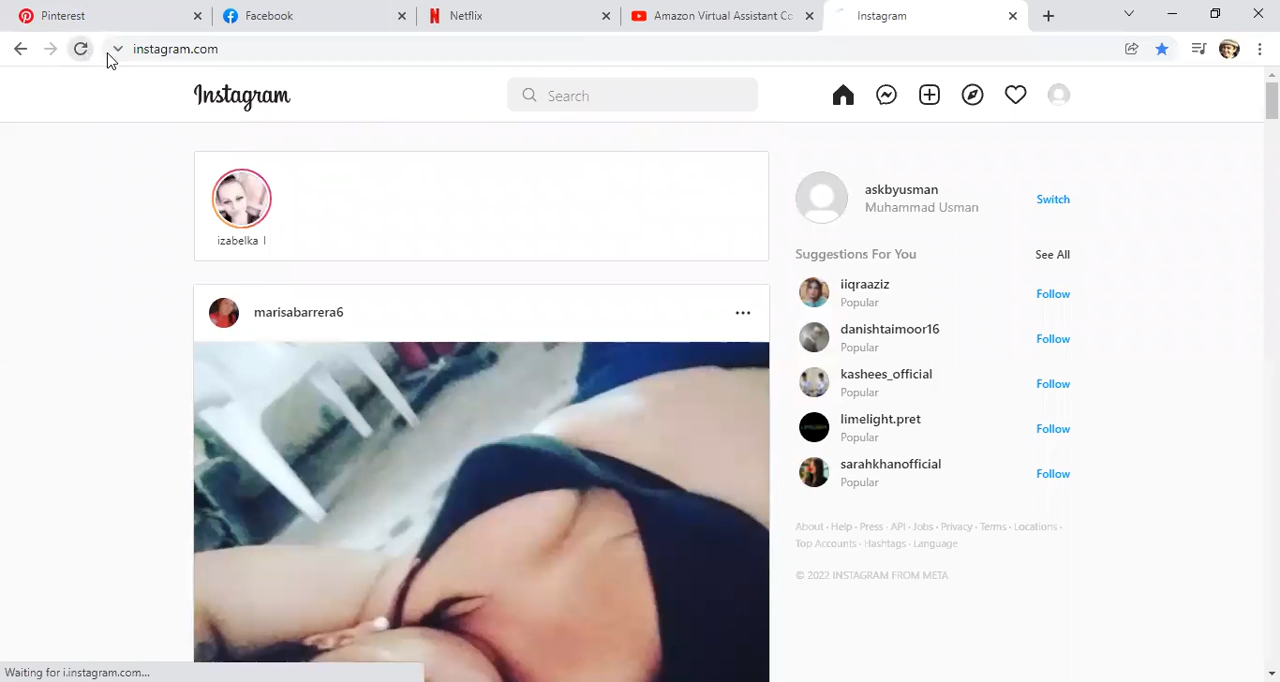 Pinterest
Facebook
Netflix
Amazon Virtual Assistant Co
Instagram
instagram.com
Instagram
Search
izabelka l
marisabarrera6
askbyusman
Muhammad Usman
Switch
Suggestions For You
See All
iiqraaziz
Popular
Follow
danishtaimoor16
Popular
Follow
kashees_official
Popular
Follow
limelight.pret
Popular
Follow
sarahkhanofficial
Popular
Follow
About · Help · Press · API · Jobs · Privacy · Terms · Locations ·
Top Accounts · Hashtags · Language
© 2022 INSTAGRAM FROM META
Waiting for i.instagram.com...